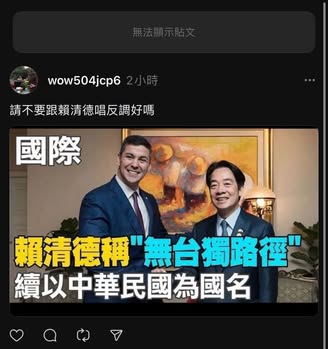 無法顯示貼文
wow504jcp6 2小時
請不要跟賴清德唱反調好嗎
國際
賴清德稱"無台獨路徑"
續以中華民國為國名